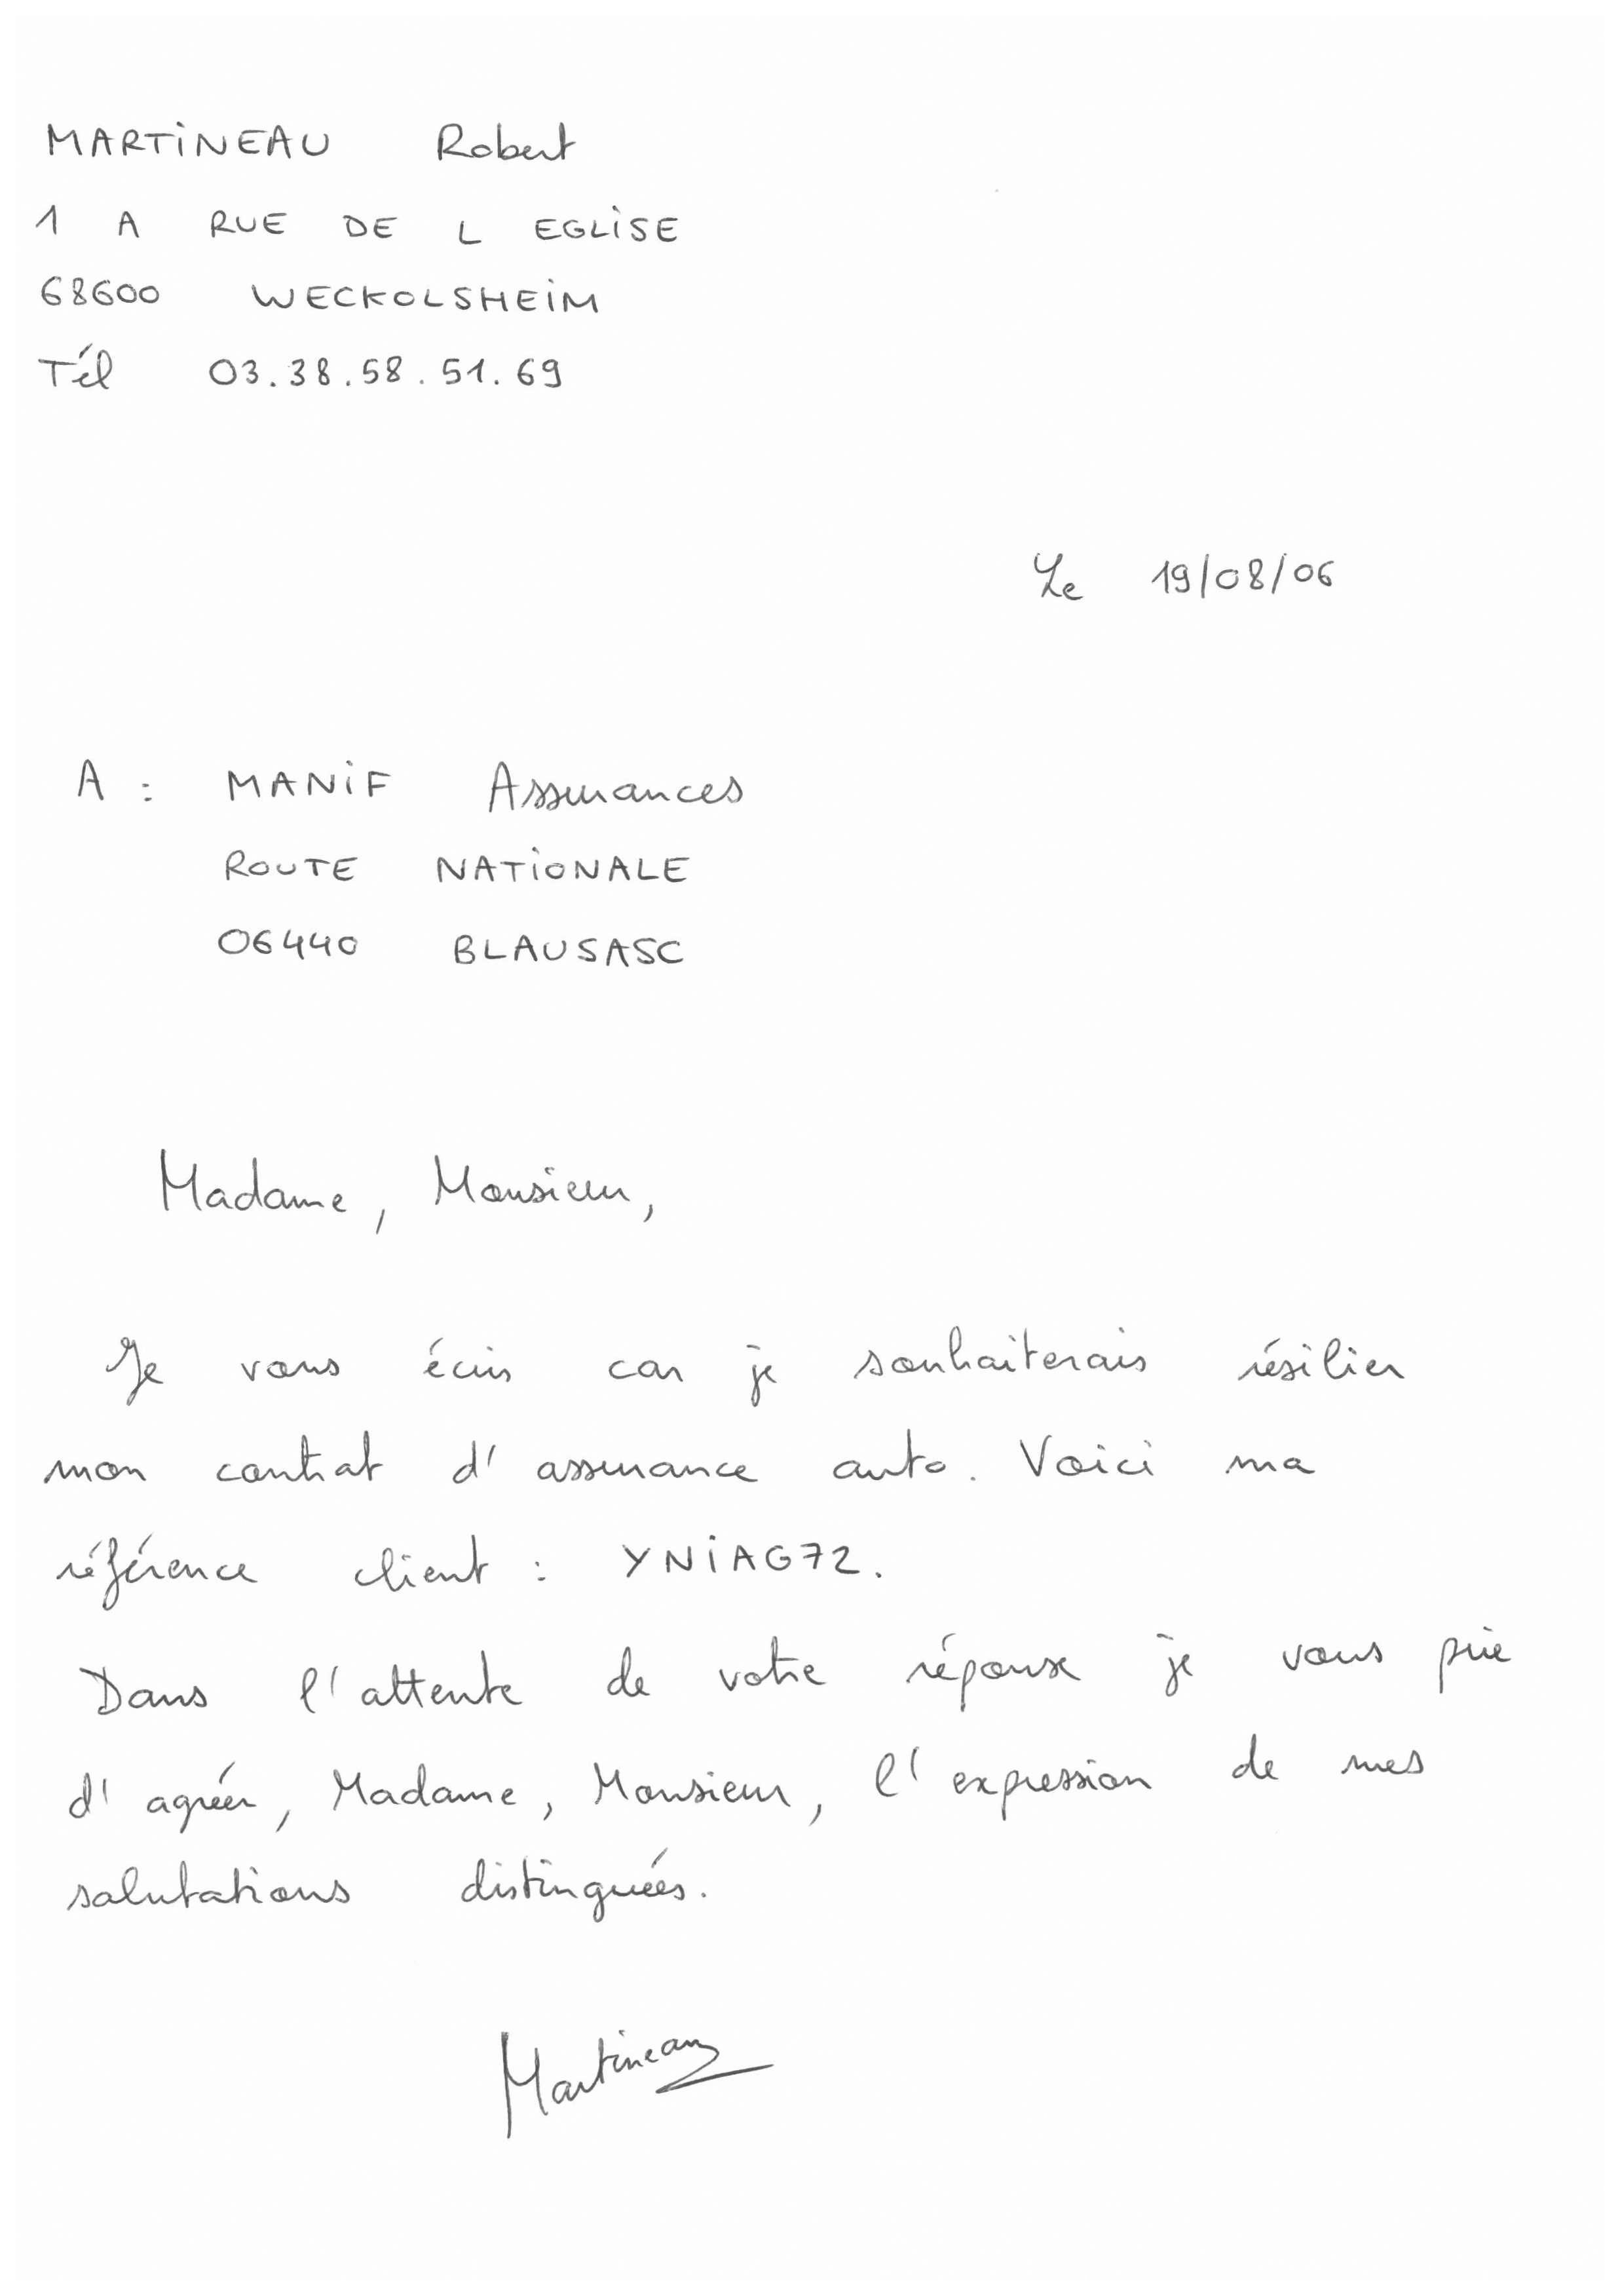 MARTINEAU Robert
1 A RUE DE L EGLISE
68600 WECKOLSHEIM
Tél 03.38.58.51.69
Le 19/08/06
A : MANIF Assurances
ROUTE NATIONALE
06440 BLAUSASC
Madame, Monsieur,
Je vous écris car je souhaiterais résilier
mon contrat d'assurance auto. Voici ma
référence client : YNIAG72.
Dans l'attente de votre réponse je vous prie
d'agréer, Madame, Monsieur, l'expression de mes
salutations distinguées.
Martineau